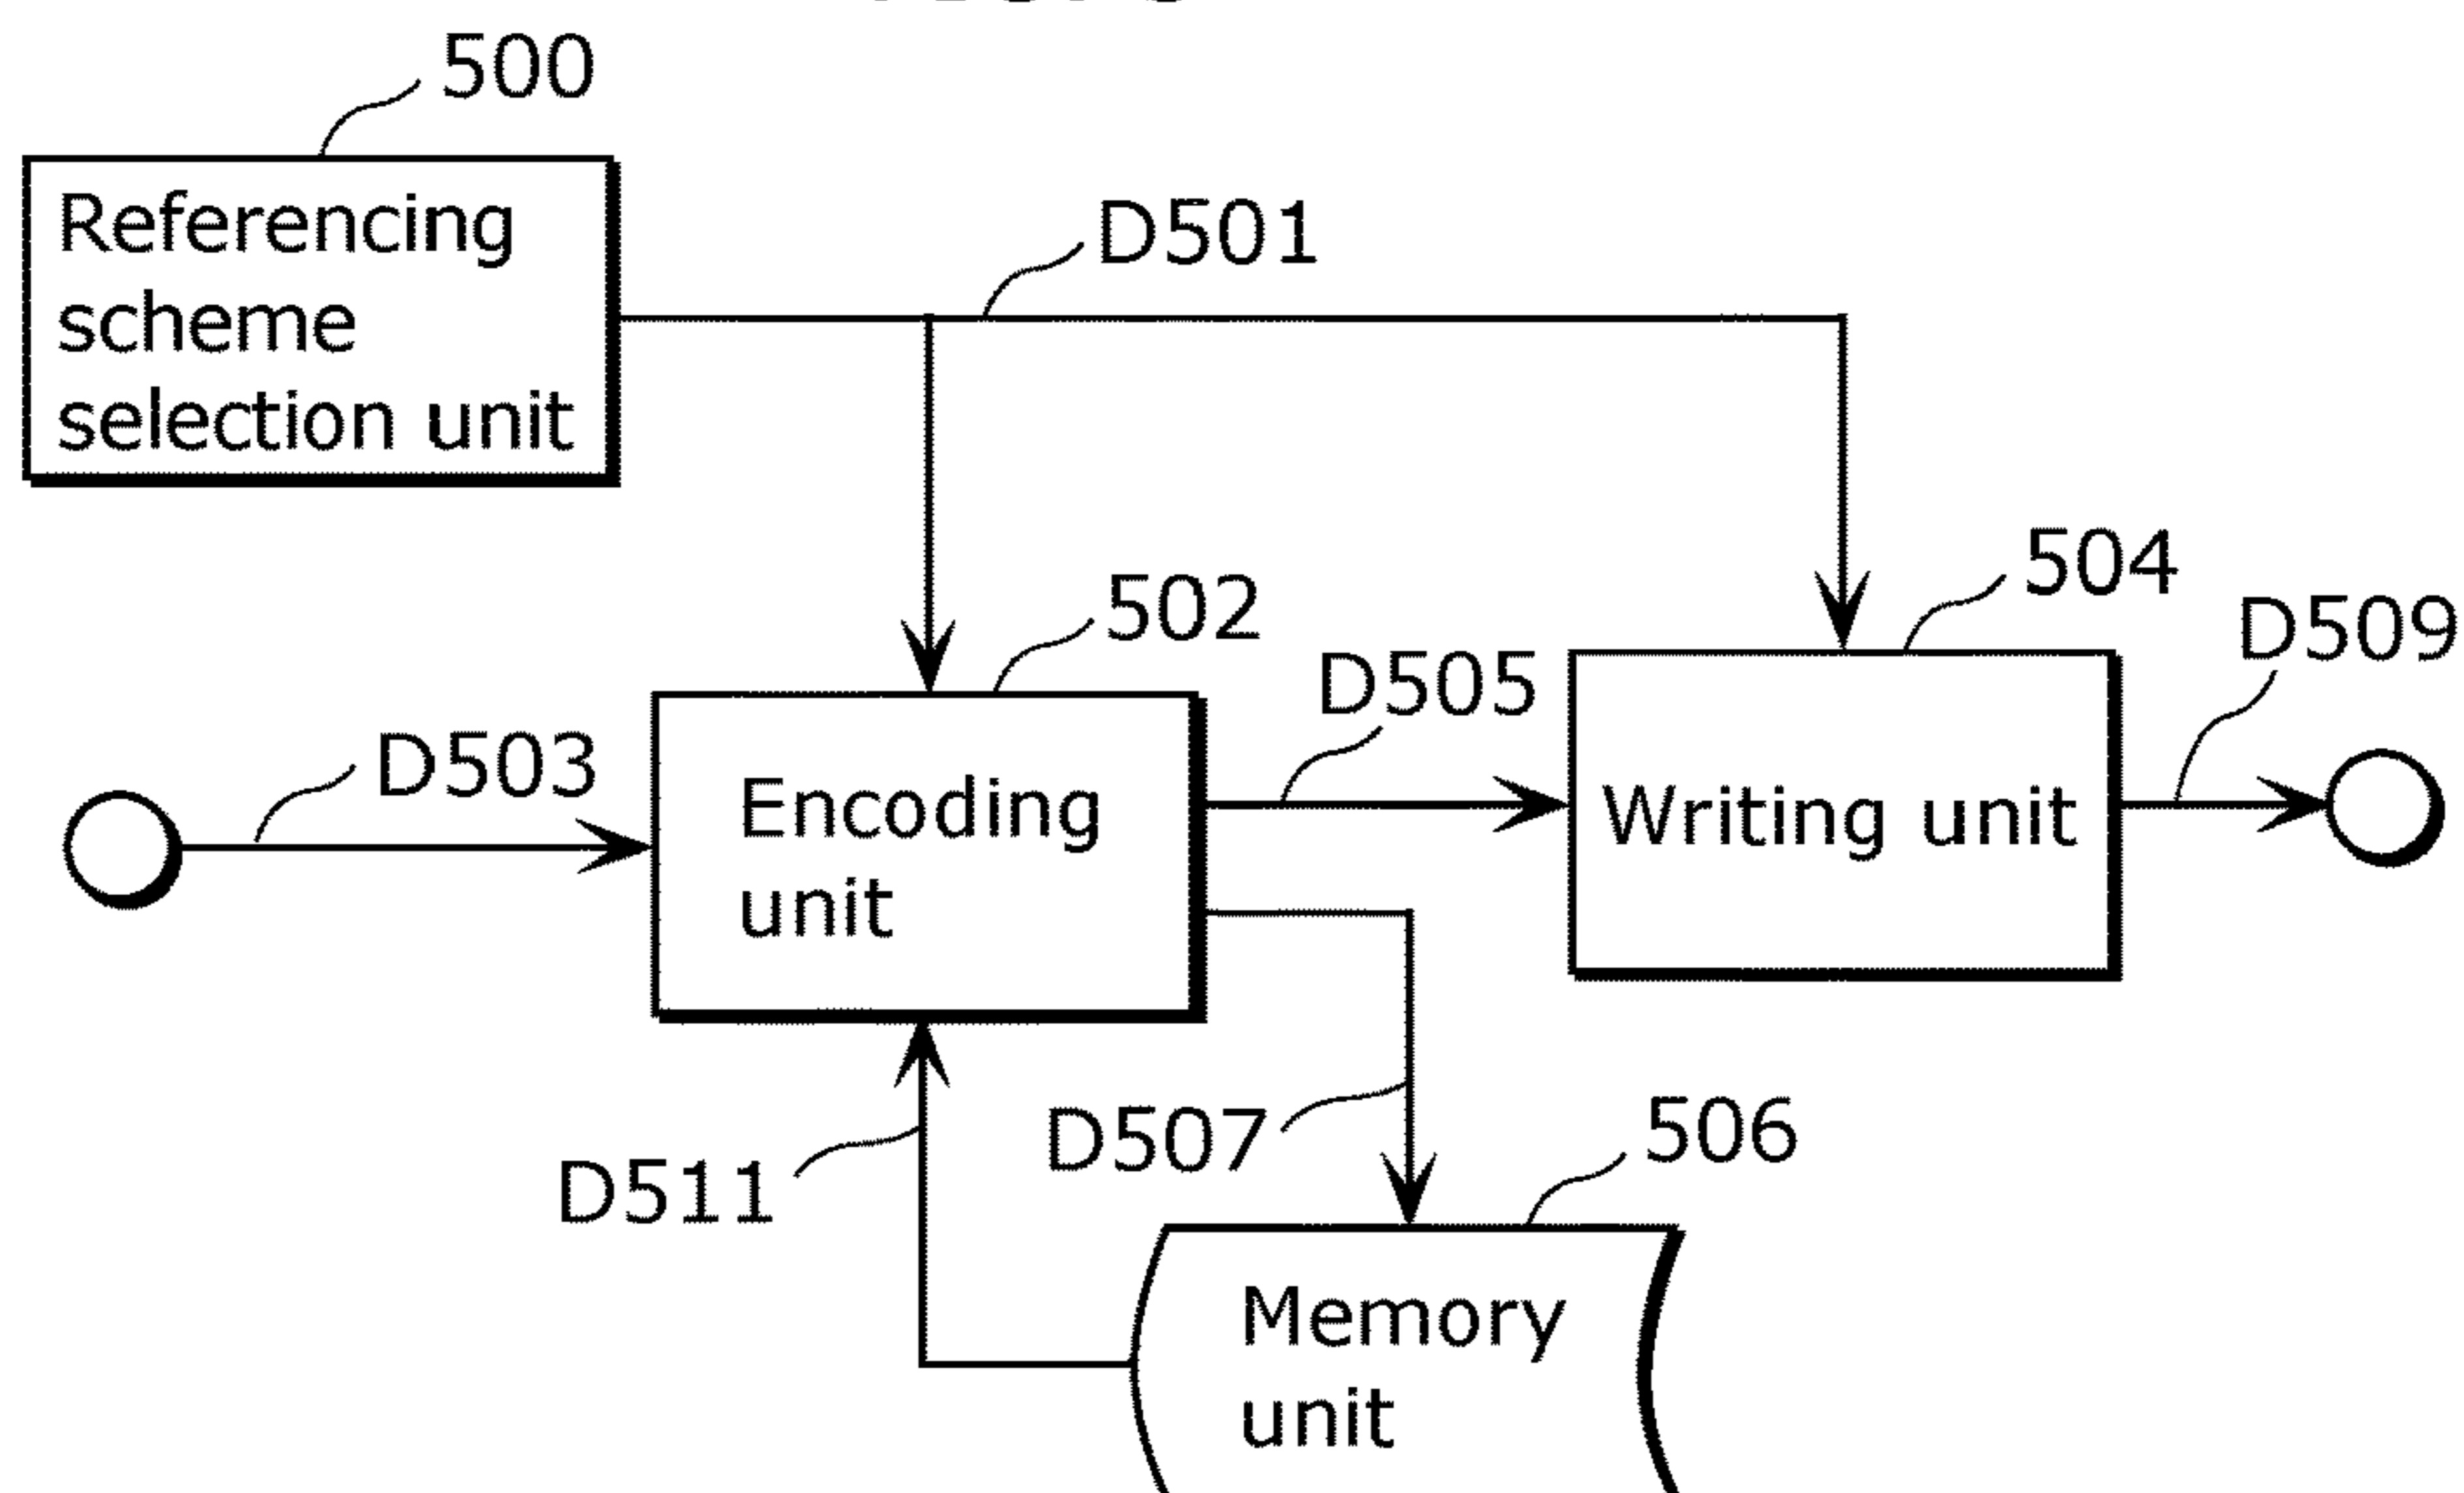 500
Referencing
scheme
selection unit
D501
502
504
D503
D505
D509
Encoding
unit
Writing unit
D511
D507
506
Memory
unit